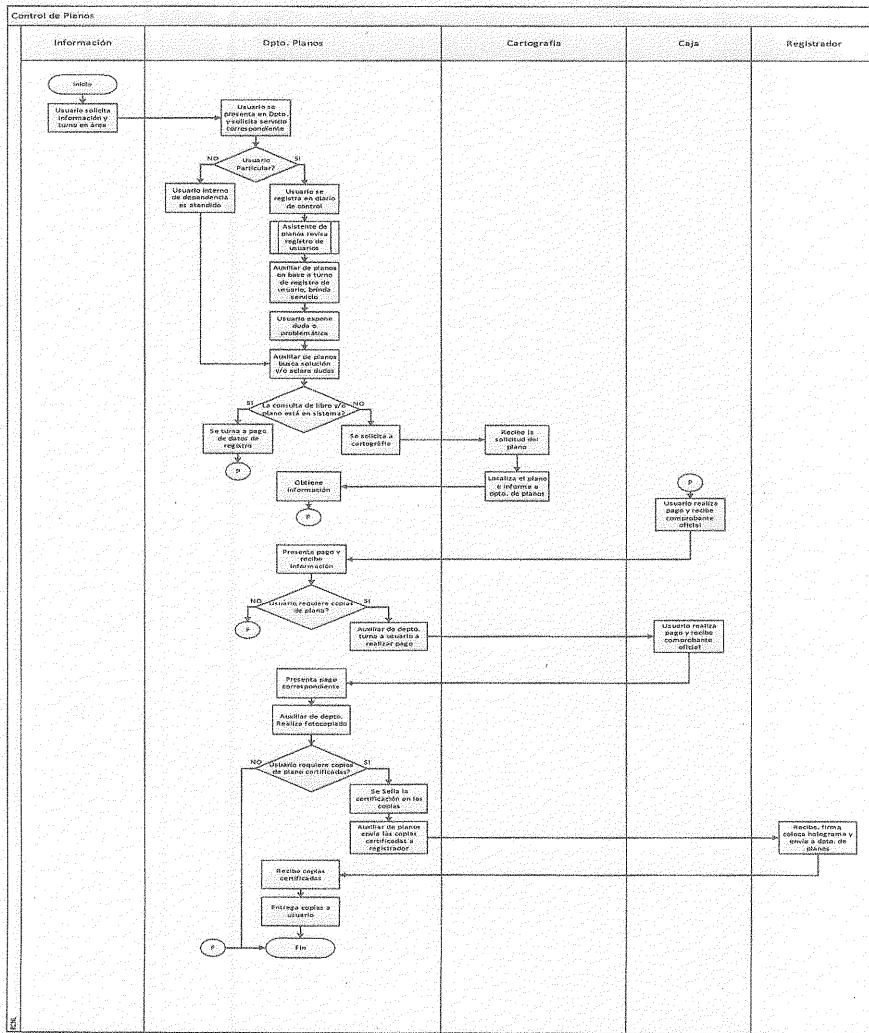 Control de Planos
Información
Dpto. Planos
Cartografía
Caja
Registrador
Inicio
Usuario solicita
información y
turno en área
Usuario se
presenta en Dpto.
y solicita servicio
correspondiente
Usuario
Particular?
NO
SI
Usuario interno
de dependencia
es atendido
Usuario se
registra en diario
de control
Asistente de
planos revisa
registro de
usuarios
Auxiliar de planos
en base a turno
de registro de
usuario, brinda
servicio
Usuario expone
duda o
problemática
Auxiliar de planos
busca solución
y/o aclara dudas
La consulta de libro y/o
plano está en sistema?
SI
NO
Se turna a pago
de datos de
registro
P
Se solicita a
cartografía
Recibe la
solicitud del
plano
Localiza el plano
e informa a
dpto. de planos
Obtiene
información
P
P
Usuario realiza
pago y recibe
comprobante
oficial
Presenta pago y
recibe
información
Usuario requiere copias
de plano?
NO
SI
F
Auxiliar de depto.
turna a usuario a
realizar pago
Usuario realiza
pago y recibe
comprobante
oficial
Presenta pago
correspondiente
Auxiliar de depto.
Realiza fotocopiado
Usuario requiere copias
de plano certificadas?
NO
SI
Se Sella la
certificación en las
copias
Auxiliar de planos
envía las copias
certificadas a
registrador
Recibe, firma,
coloca holograma y
envía a dpto. de
planos
Recibe copias
certificadas
Entrega copias a
usuario
F
Fin